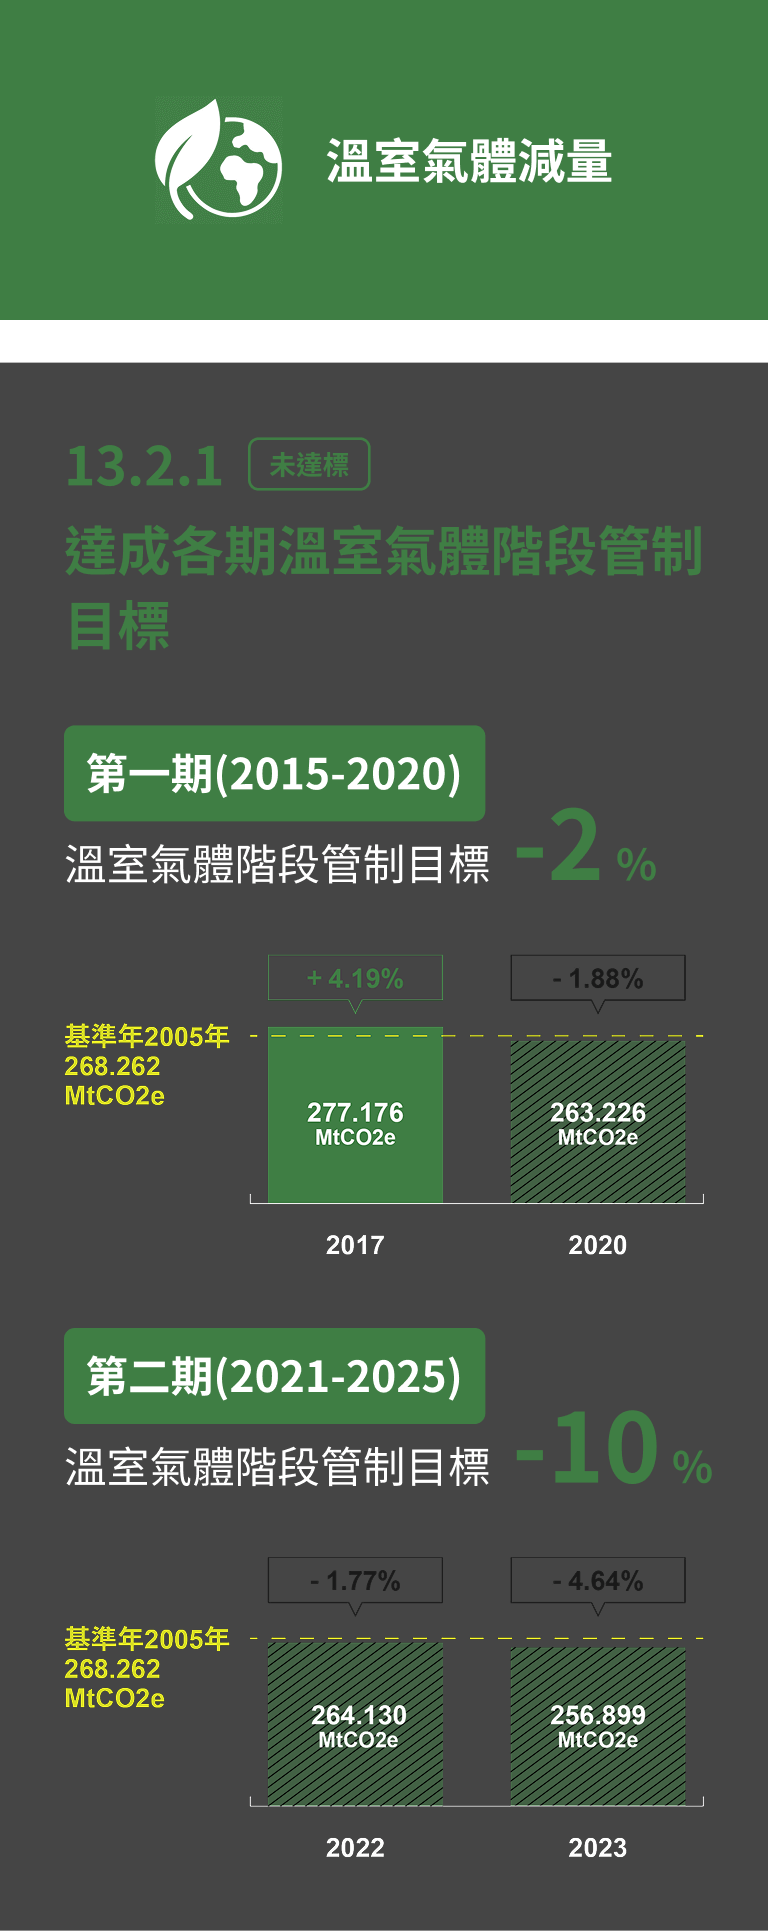 溫室氣體減量
13.2.1 未達標
達成各期溫室氣體階段管制
目標
第一期(2015-2020)
溫室氣體階段管制目標 -2 %
+ 4.19% - 1.88%
基準年2005年
268.262
MtCO2e
277.176
MtCO2e
263.226
MtCO2e
2017 2020
第二期(2021-2025)
溫室氣體階段管制目標 -10 %
- 1.77% - 4.64%
基準年2005年
268.262
MtCO2e
264.130
MtCO2e
256.899
MtCO2e
2022 2023